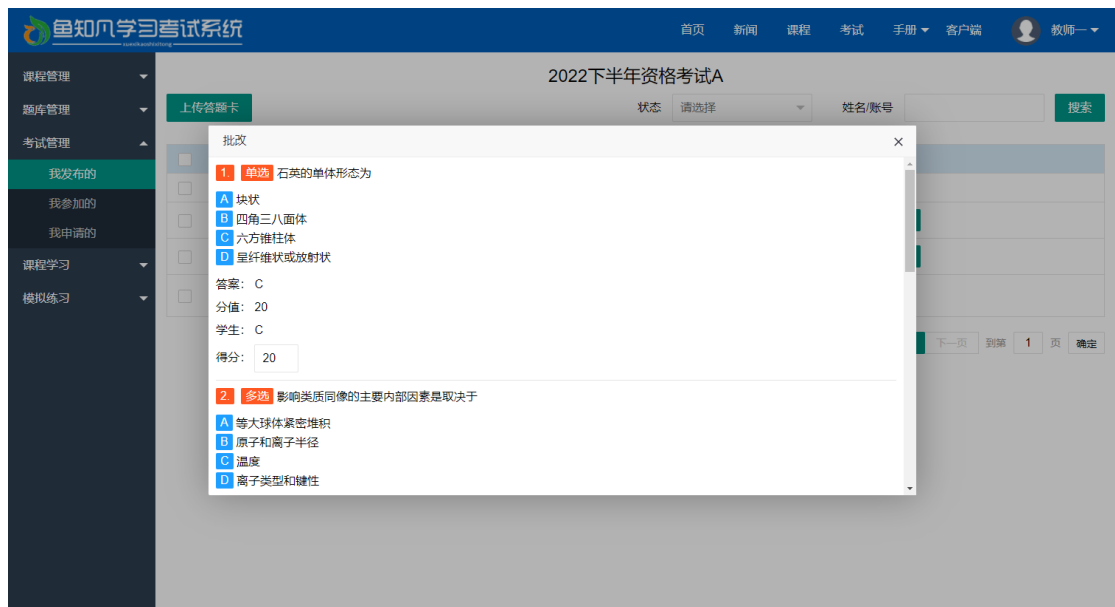 鱼知凡学习考试系统
首页 新闻 课程 考试 手册 客户端 教师一
课程管理
题库管理
考试管理
我发布的
我参加的
我申请的
课程学习
模拟练习
2022下半年资格考试A
上传答题卡 状态 请选择 姓名/账号 搜索
批改
1. 单选 石英的单体形态为
A 块状
B 四角三八面体
C 六方锥柱体
D 呈纤维状或放射状
答案: C
分值: 20
学生: C
得分: 20
2. 多选 影响类质同像的主要内部因素是取决于
A 等大球体紧密堆积
B 原子和离子半径
C 温度
D 离子类型和键性
下一页 到第 1 页 确定